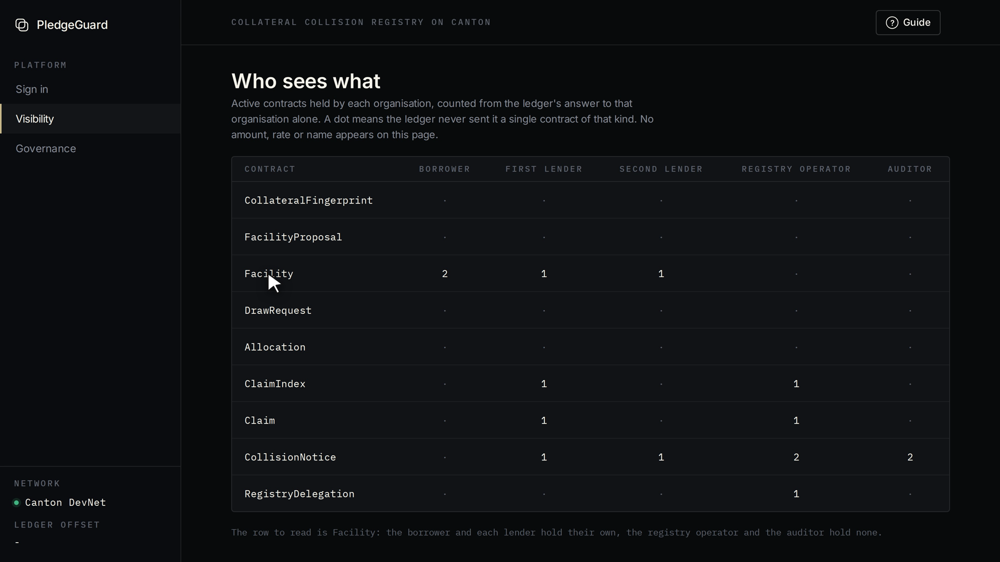 PledgeGuard
PLATFORM
Sign in
Visibility
Governance
NETWORK
Canton DevNet
LEDGER OFFSET
-
COLLATERAL COLLISION REGISTRY ON CANTON
? Guide
Who sees what
Active contracts held by each organisation, counted from the ledger's answer to that
organisation alone. A dot means the ledger never sent it a single contract of that kind. No
amount, rate or name appears on this page.
CONTRACT BORROWER FIRST LENDER SECOND LENDER REGISTRY OPERATOR AUDITOR
CollateralFingerprint · · · · ·
FacilityProposal · · · · ·
Facility 2 1 1 · ·
DrawRequest · · · · ·
Allocation · · · · ·
ClaimIndex · 1 · 1 ·
Claim · 1 · 1 ·
CollisionNotice · 1 1 2 2
RegistryDelegation · · · 1 ·
The row to read is Facility: the borrower and each lender hold their own, the registry operator and the auditor hold none.